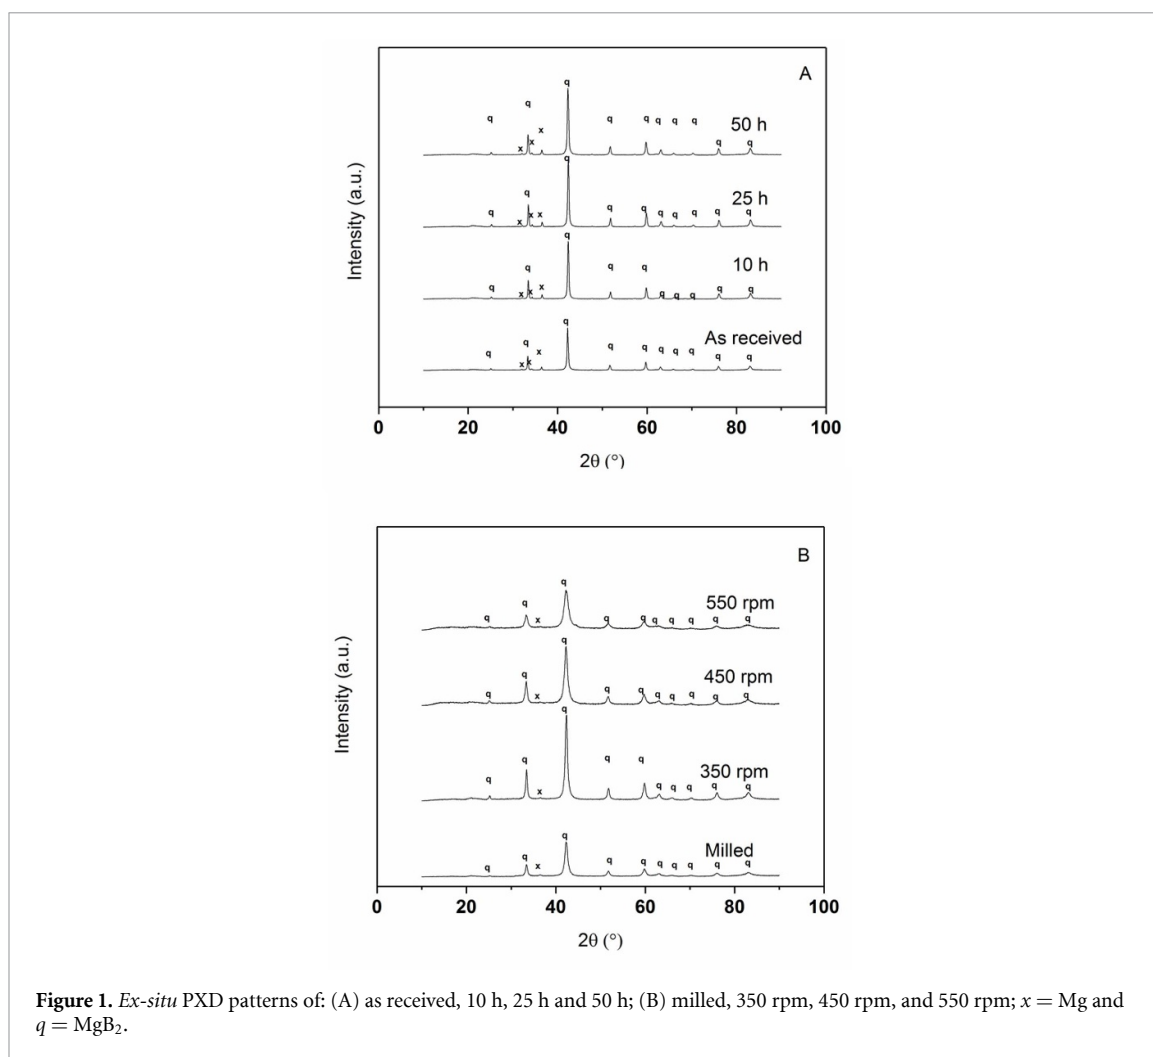 A
q q q x x q q q q q q 50 h q q
q q q x x x q q q q q q 25 h q q
q q q x x x q q q q q q 10 h q q
q q q x x x q q q q q q As received q q
Intensity (a.u.)
0 20 40 60 80 100
2θ (°)
B
q q x q q q q q q 550 rpm q q
q q x q q q q q q 450 rpm q q
q q x q q q q q q 350 rpm q q
q q x q q q q q q Milled q q
Intensity (a.u.)
0 20 40 60 80 100
2θ (°)
Figure 1. Ex-situ PXD patterns of: (A) as received, 10 h, 25 h and 50 h; (B) milled, 350 rpm, 450 rpm, and 550 rpm; x = Mg and
q = MgB₂.